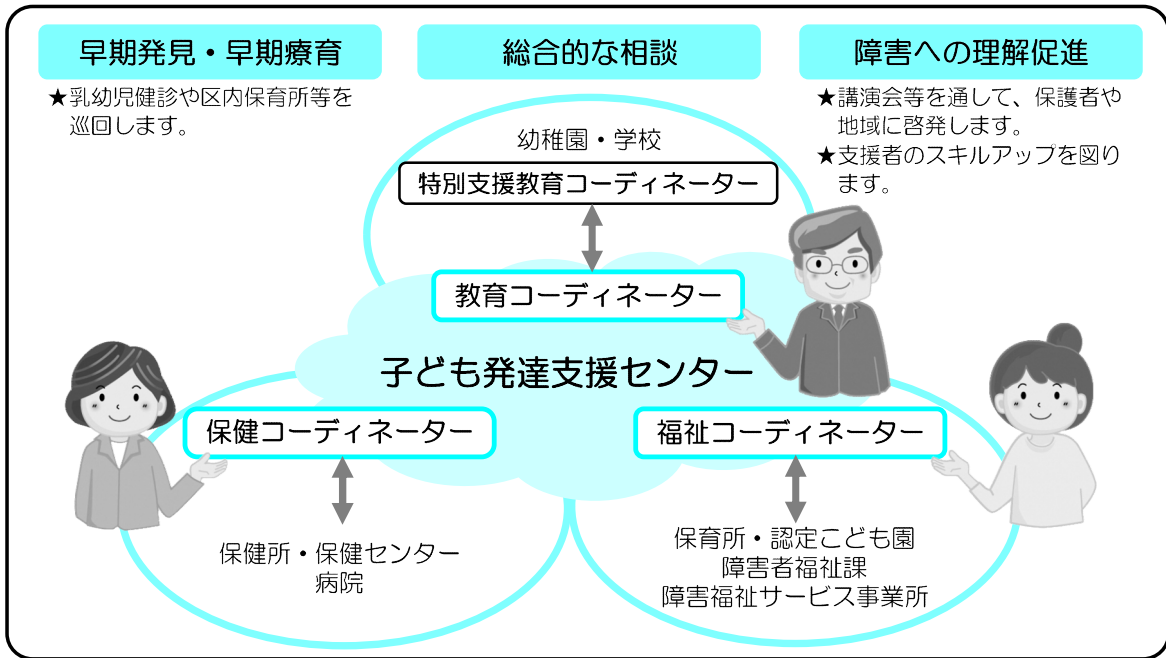 早期発見・早期療育
★乳幼児健診や区内保育所等を
巡回します。
総合的な相談
障害への理解促進
★講演会等を通して、保護者や
地域に啓発します。
★支援者のスキルアップを図り
ます。
幼稚園・学校
特別支援教育コーディネーター
教育コーディネーター
子ども発達支援センター
保健コーディネーター
保健所・保健センター
病院
福祉コーディネーター
保育所・認定こども園
障害者福祉課
障害福祉サービス事業所